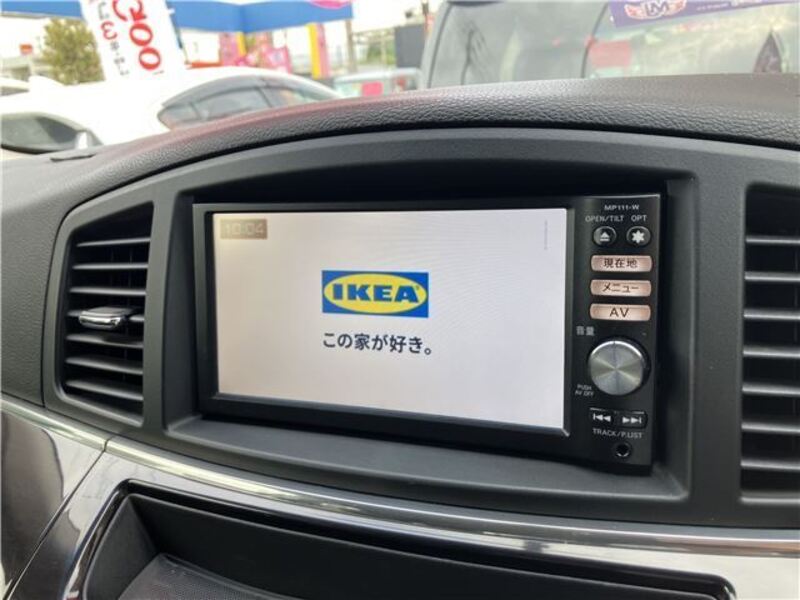 10:04
IKEA
この家が好き。
MP111-W
OPEN/TILT OPT
現在地
メニュー
AV
音量
PUSH
AV OFF
TRACK/P.LIST